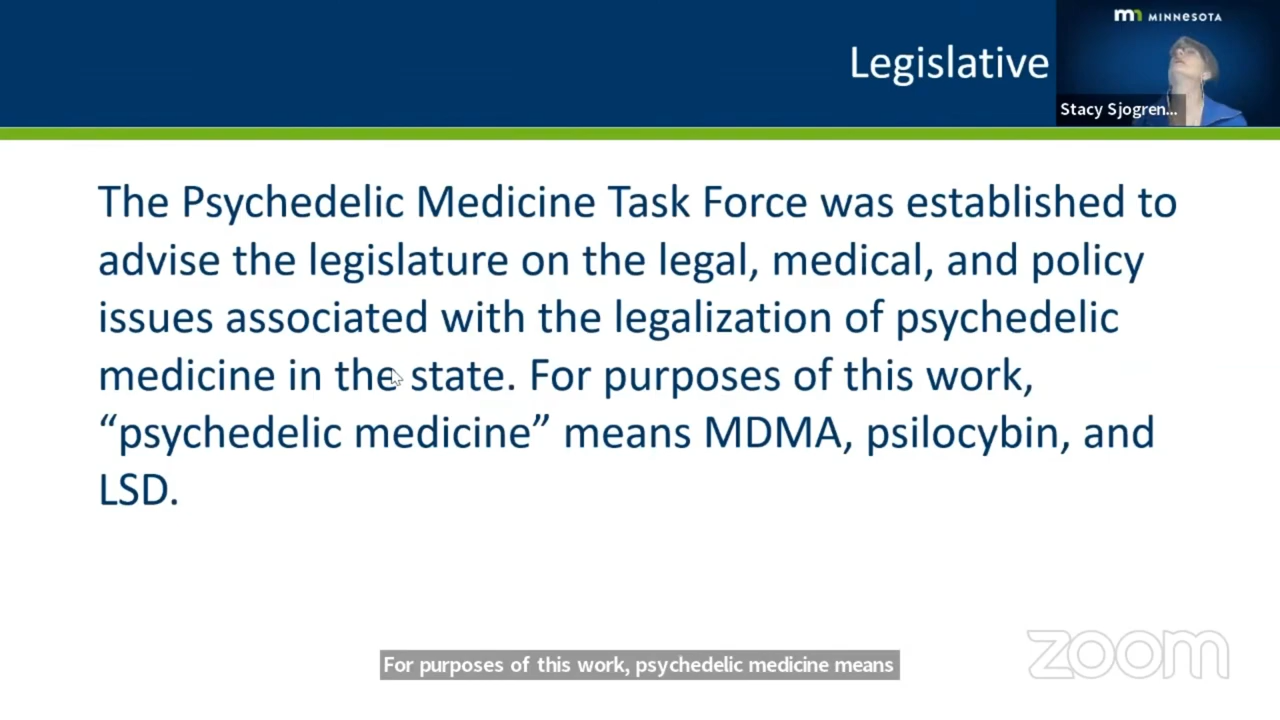 MINNESOTA
Legislative
Stacy Sjogren...
The Psychedelic Medicine Task Force was established to
advise the legislature on the legal, medical, and policy
issues associated with the legalization of psychedelic
medicine in the state. For purposes of this work,
“psychedelic medicine” means MDMA, psilocybin, and
LSD.
For purposes of this work, psychedelic medicine means
zoom